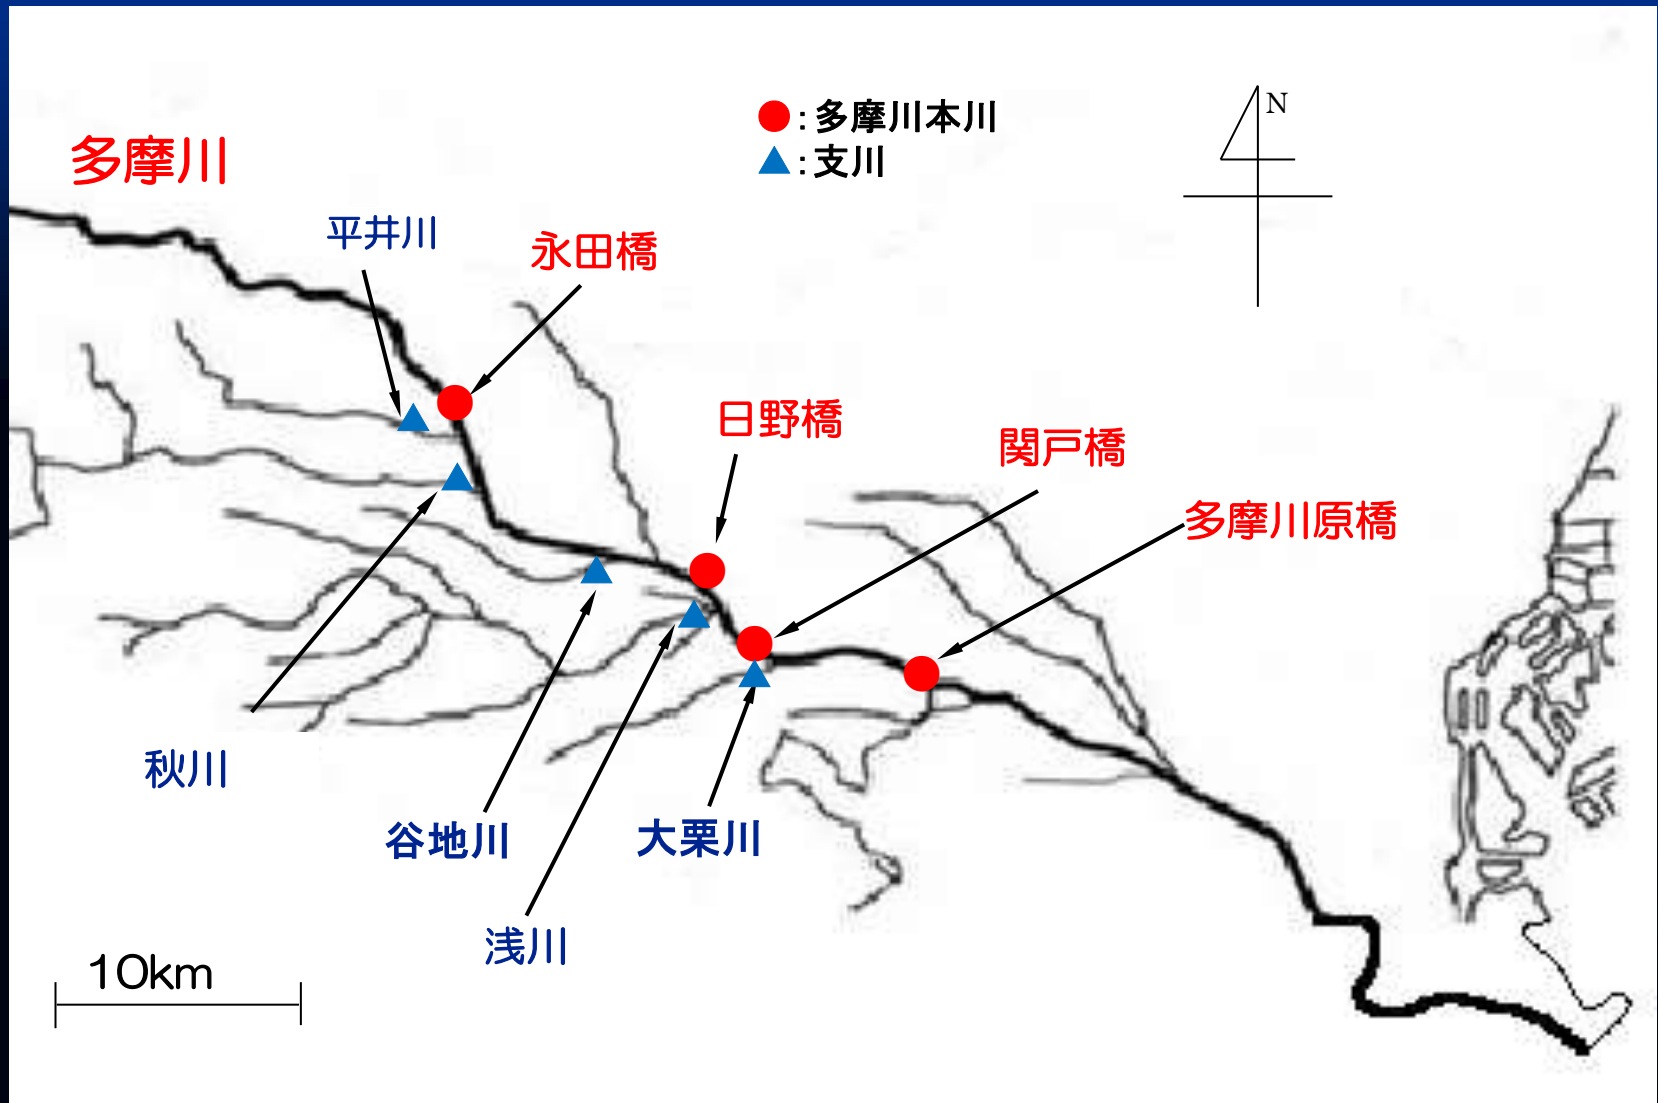 ●:多摩川本川
▲:支川
N
多摩川
平井川
永田橋
日野橋
関戸橋
多摩川原橋
秋川
谷地川
大栗川
浅川
10km